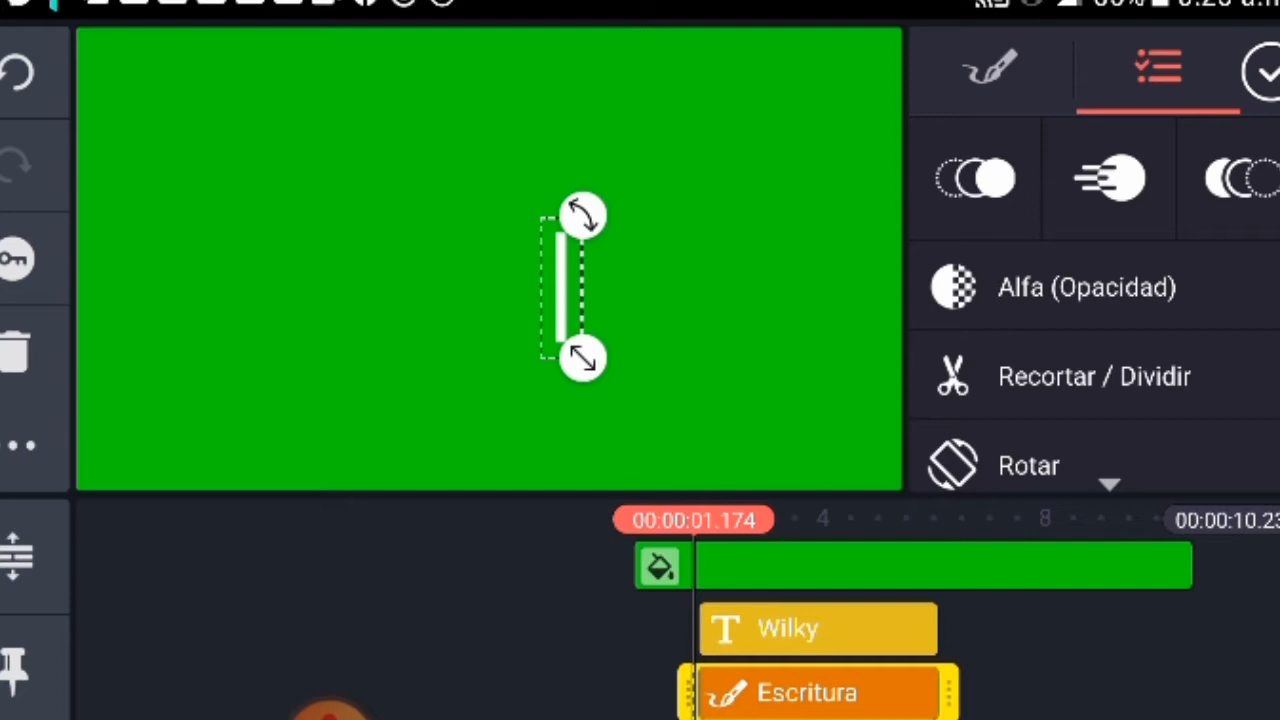 Alfa (Opacidad)
Recortar / Dividir
Rotar
00:00:01.174
4
8
00:00:10.23
Wilky
Escritura